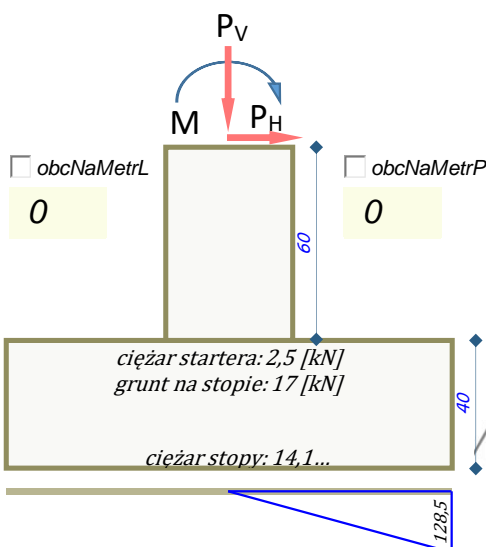 P_V
M
P_H
obcNaMetrL
obcNaMetrP
0
0
60
ciężar startera: 2,5 [kN]
grunt na stopie: 17 [kN]
40
ciężar stopy: 14,1...
128,5